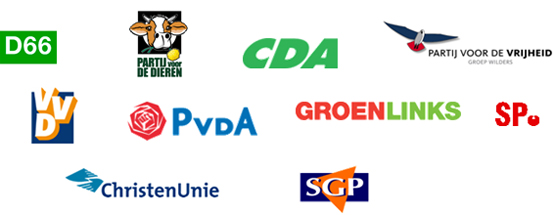 D66
PARTIJ voor
DE DIEREN
CDA
PARTIJ VOOR DE VRIJHEID
GROEP WILDERS
VVD
PVDA
GROENLINKS
SP.
ChristenUnie
SGP